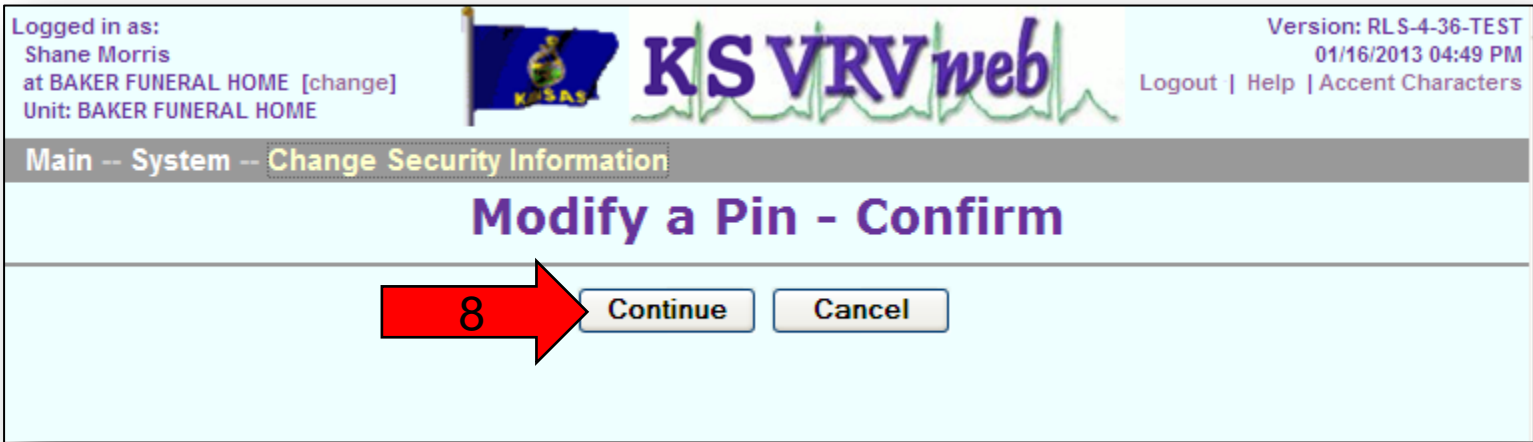 Logged in as:
Shane Morris
at BAKER FUNERAL HOME [change]
Unit: BAKER FUNERAL HOME
KANSAS
KS VRV web
Version: RLS-4-36-TEST
01/16/2013 04:49 PM
Logout | Help | Accent Characters
Main -- System -- Change Security Information
Modify a Pin - Confirm
8
Continue Cancel